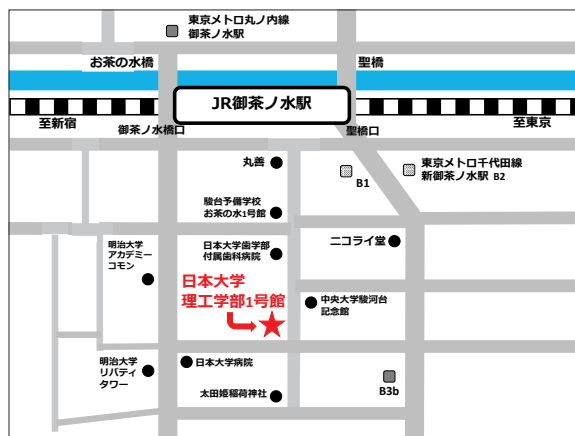 東京メトロ丸ノ内線
御茶ノ水駅
お茶の水橋
聖橋
JR御茶ノ水駅
至新宿
御茶ノ水橋口
聖橋口
至東京
丸善
B1
東京メトロ千代田線
新御茶ノ水駅 B2
駿台予備学校
お茶の水1号館
明治大学
アカデミー
コモン
日本大学歯学部
付属歯科病院
ニコライ堂
日本大学
理工学部1号館
中央大学駿河台
記念館
明治大学
リバティ
タワー
日本大学病院
太田姫稲荷神社
B3b